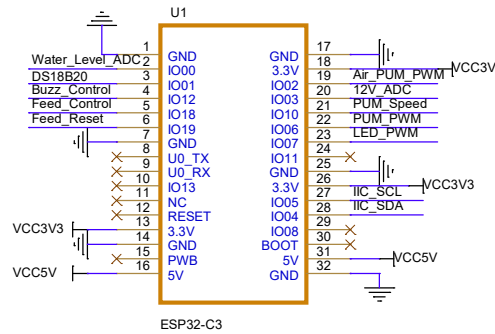 U1
1 GND GND 17
Water_Level_ADC 2 IO00 3.3V 18 VCC3V
DS18B20 3 IO01 IO02 19 Air_PUM_PWM
Buzz_Control 4 IO12 IO03 20 12V_ADC
Feed_Control 5 IO18 IO10 21 PUM_Speed
Feed_Reset 6 IO19 IO06 22 PUM_PWM
7 GND IO07 23 LED_PWM
8 U0_TX IO11 24
9 U0_RX GND 25
10 IO13 3.3V 26 VCC3V3
11 NC IO05 27 IIC_SCL
12 RESET IO04 28 IIC_SDA
VCC3V3 13 3.3V IO08 29
14 GND BOOT 30
15 PWB 5V 31 VCC5V
VCC5V 16 5V GND 32
ESP32-C3